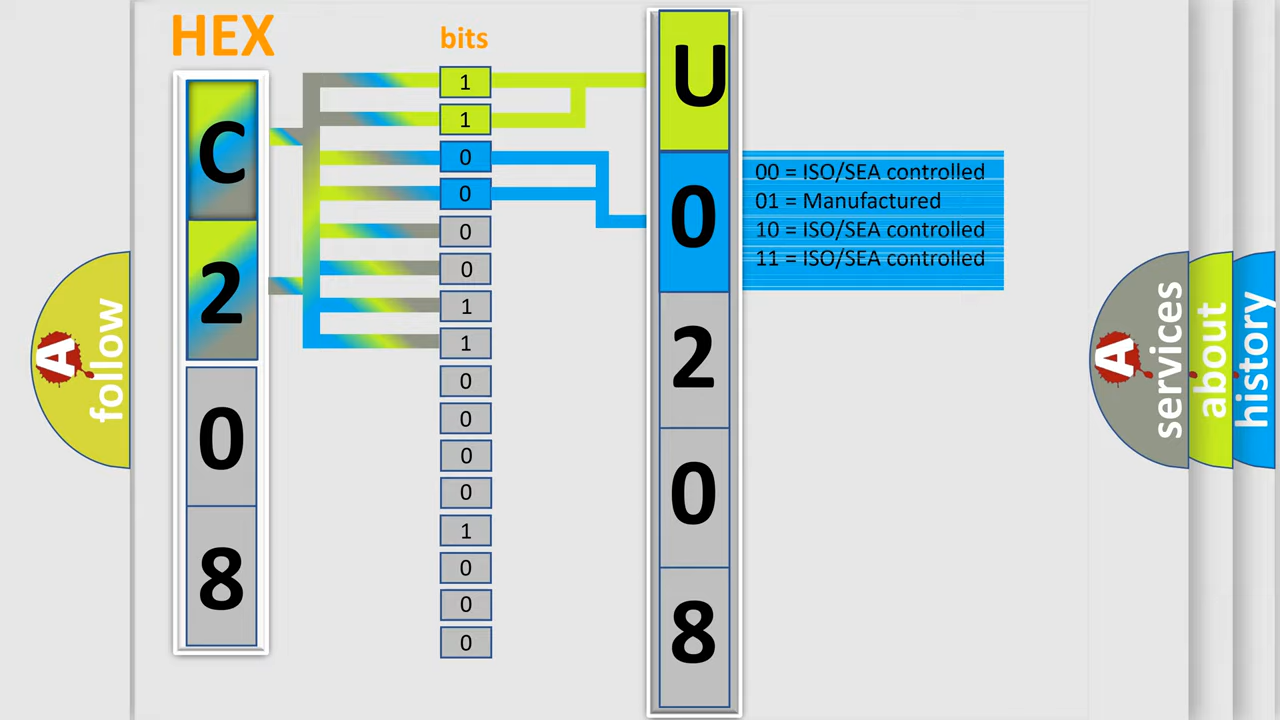 HEX
bits
C
2
0
8
1
1
0
0
0
0
1
1
0
0
0
0
1
0
0
0
U
0
2
0
8
00 = ISO/SEA controlled
01 = Manufactured
10 = ISO/SEA controlled
11 = ISO/SEA controlled
A
follow
A
services
about
history